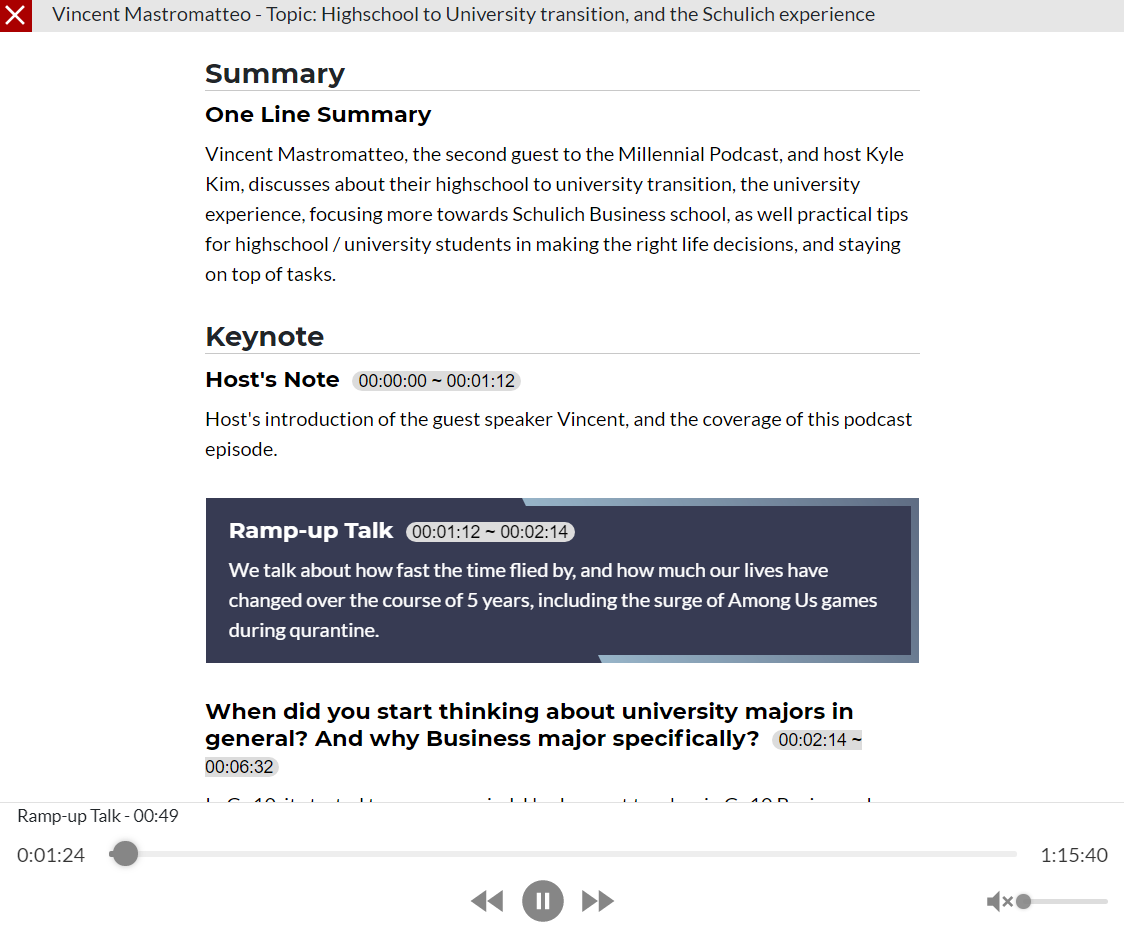 Vincent Mastromatteo - Topic: Highschool to University transition, and the Schulich experience
Summary
One Line Summary
Vincent Mastromatteo, the second guest to the Millennial Podcast, and host Kyle
Kim, discusses about their highschool to university transition, the university
experience, focusing more towards Schulich Business school, as well practical tips
for highschool / university students in making the right life decisions, and staying
on top of tasks.
Keynote
Host's Note 00:00:00 ~ 00:01:12
Host's introduction of the guest speaker Vincent, and the coverage of this podcast
episode.
Ramp-up Talk 00:01:12 ~ 00:02:14
We talk about how fast the time flied by, and how much our lives have
changed over the course of 5 years, including the surge of Among Us games
during qurantine.
When did you start thinking about university majors in
general? And why Business major specifically? 00:02:14 ~
00:06:32
Ramp-up Talk - 00:49
0:01:24
1:15:40